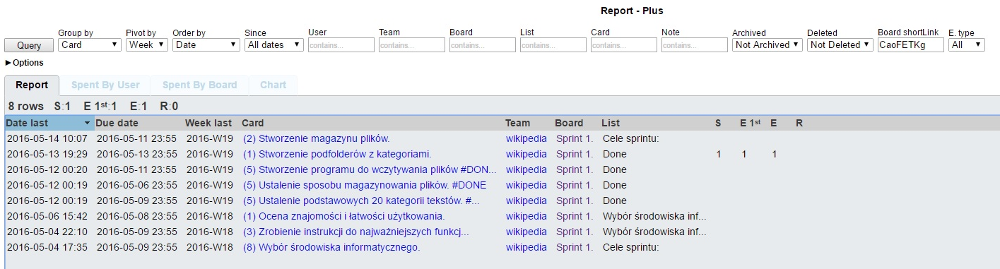 Report - Plus
Group by Pivot by Order by Since User Team Board List Card Note Archived Deleted Board shortLink E. type
Query Card Week Date All dates contains... contains... contains... contains... contains... contains... Not Archived Not Deleted CaoFETKg All
▶ Options
Report Spent By User Spent By Board Chart
8 rows S:1 E 1st:1 E:1 R:0
Date last Due date Week last Card Team Board List S E 1st E R
2016-05-14 10:07 2016-05-11 23:55 2016-W19 (2) Stworzenie magazynu plików. wikipedia Sprint 1. Cele sprintu:
2016-05-13 19:29 2016-05-13 23:55 2016-W19 (1) Stworzenie podfolderów z kategoriami. wikipedia Sprint 1. Done 1 1 1
2016-05-12 00:20 2016-05-11 23:55 2016-W19 (5) Stworzenie programu do wczytywania plików #DON... wikipedia Sprint 1. Done
2016-05-12 00:19 2016-05-06 23:55 2016-W19 (5) Ustalenie sposobu magazynowania plików. #DONE wikipedia Sprint 1. Done
2016-05-12 00:19 2016-05-09 23:55 2016-W19 (5) Ustalenie podstawowych 20 kategorii tekstów. #... wikipedia Sprint 1. Done
2016-05-06 15:42 2016-05-08 23:55 2016-W18 (1) Ocena znajomości i łatwości użytkowania. wikipedia Sprint 1. Wybór środowiska inf...
2016-05-04 22:10 2016-05-09 23:55 2016-W18 (3) Zrobienie instrukcji do najważniejszych funkcj... wikipedia Sprint 1. Wybór środowiska inf...
2016-05-04 17:35 2016-05-09 23:55 2016-W18 (8) Wybór środowiska informatycznego. wikipedia Sprint 1. Cele sprintu: